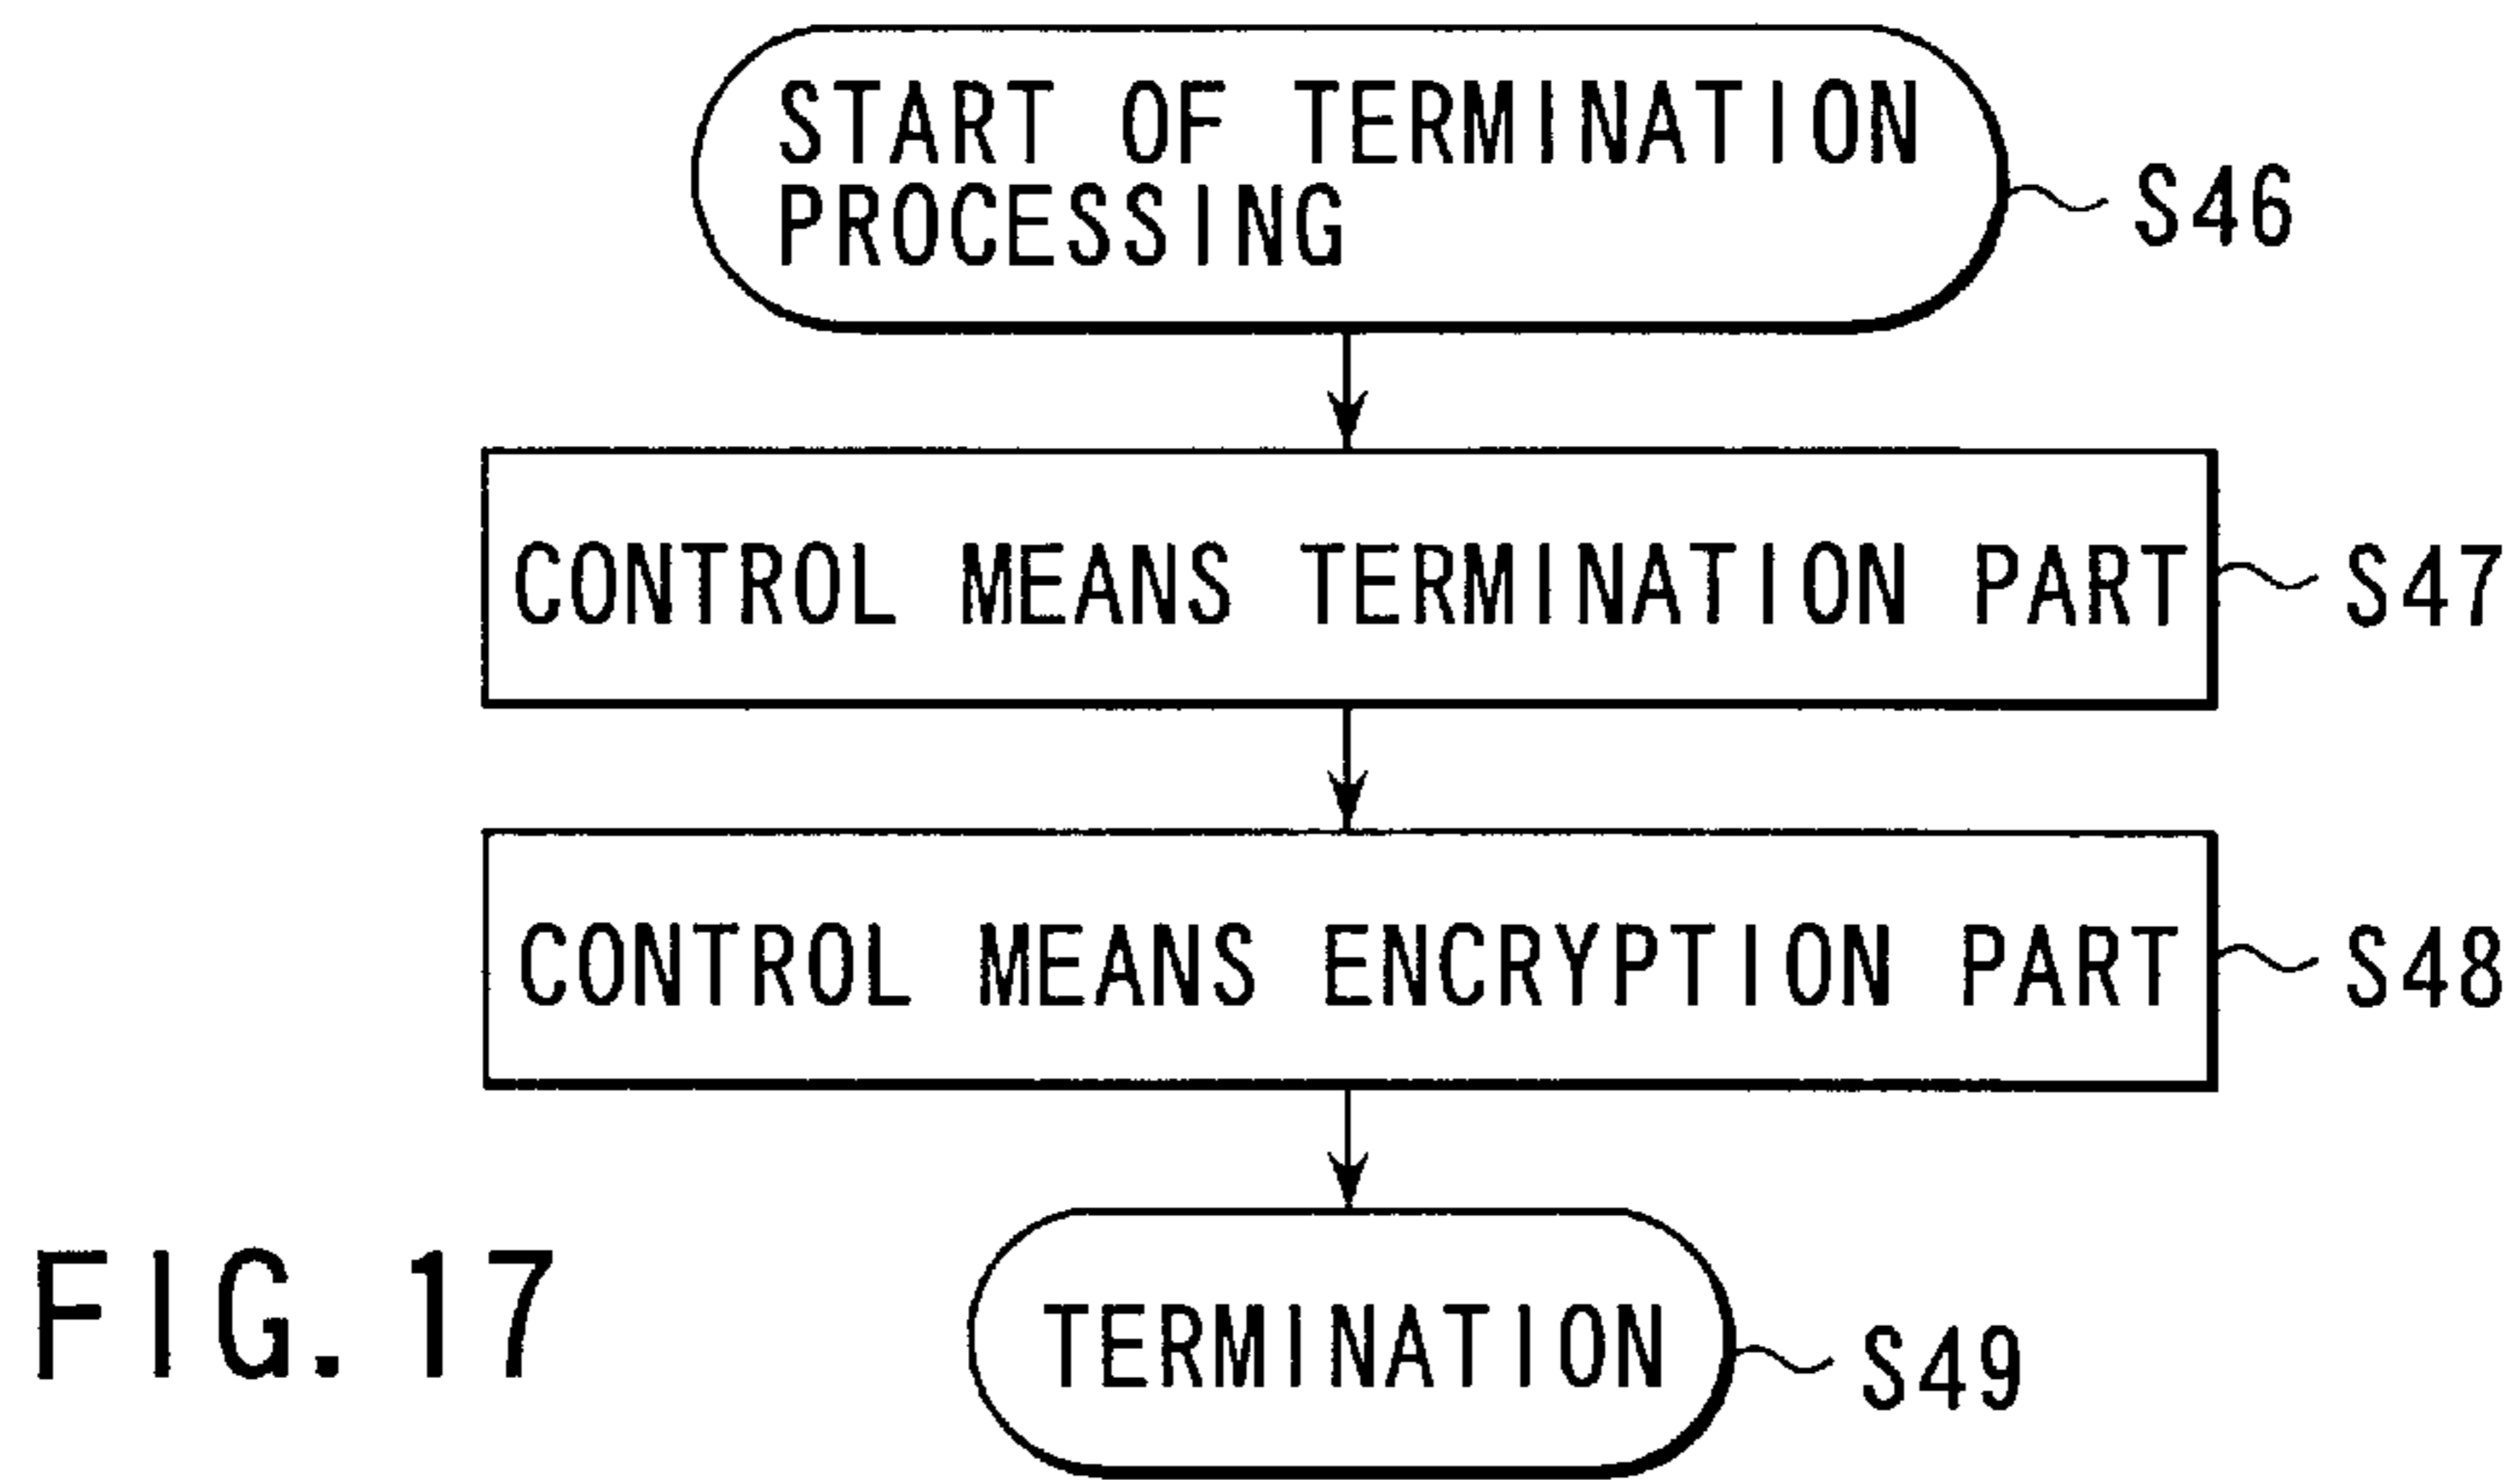 START OF TERMINATION
PROCESSING
S46
CONTROL MEANS TERMINATION PART
S47
CONTROL MEANS ENCRYPTION PART
S48
TERMINATION
S49
FIG. 17